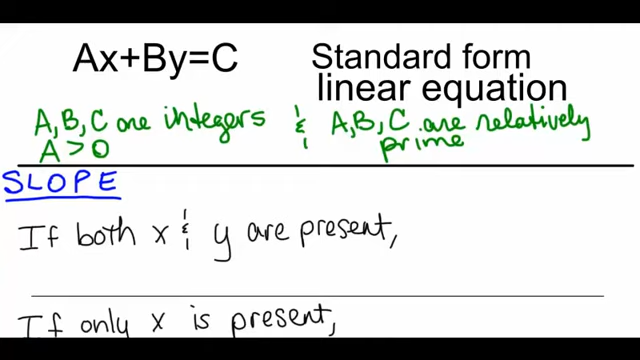 Ax+By=C Standard form
linear equation
A, B, C are integers & A, B, C are relatively
A > 0 prime
SLOPE
If both x & y are present,
If only x is present,